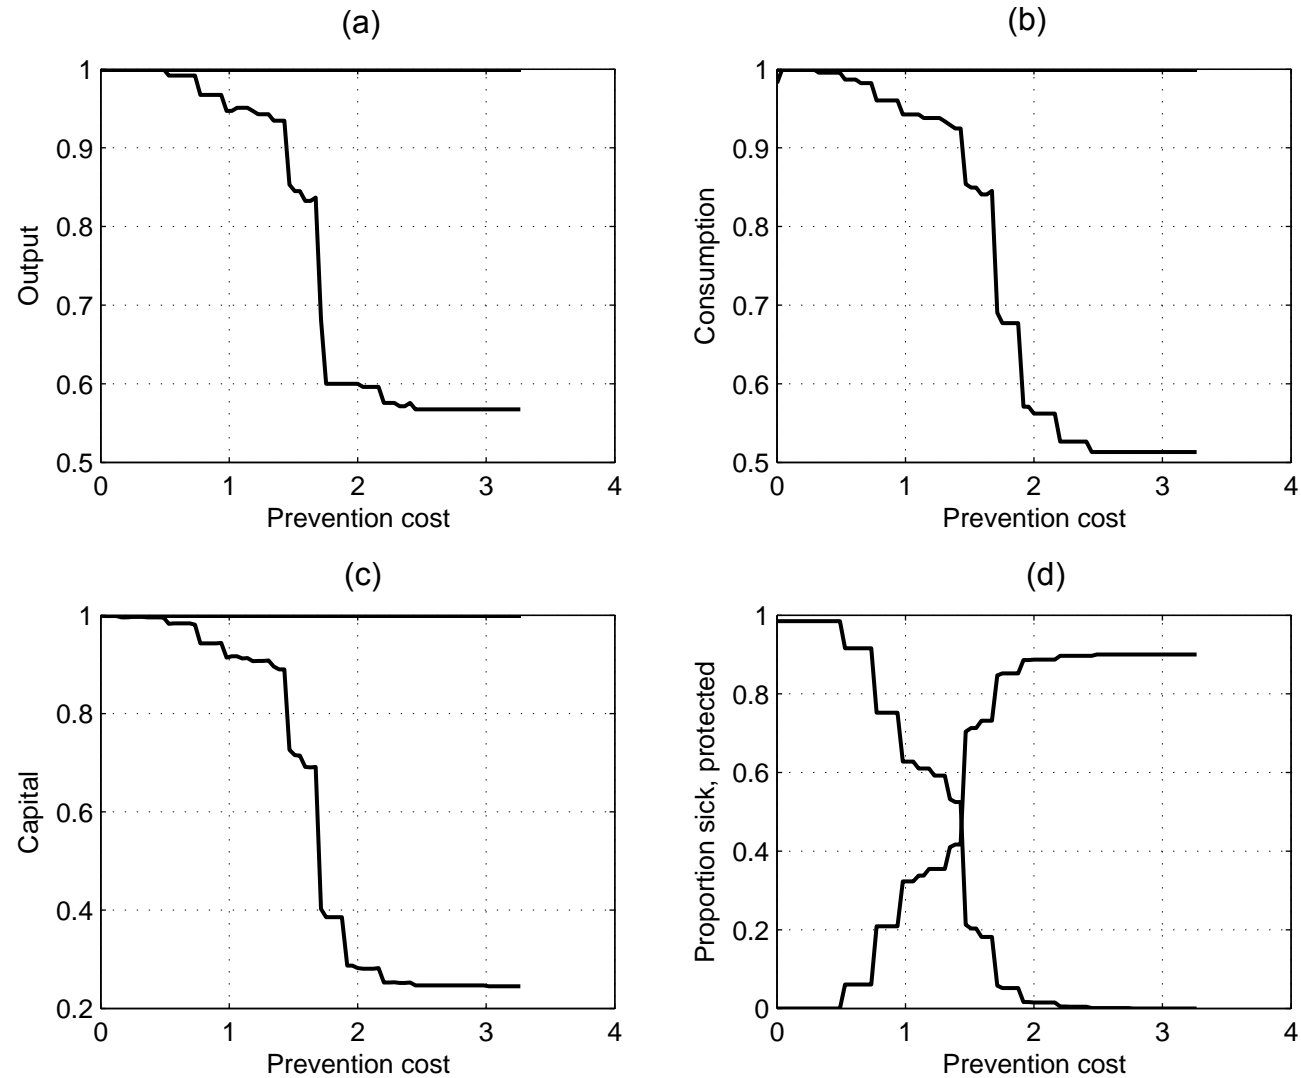 (a)
1
0.9
0.8
0.7
0.6
0.5
Output
0 1 2 3 4
Prevention cost
(b)
1
0.9
0.8
0.7
0.6
0.5
Consumption
0 1 2 3 4
Prevention cost
(c)
1
0.8
0.6
0.4
0.2
Capital
0 1 2 3 4
Prevention cost
(d)
1
0.8
0.6
0.4
0.2
0
Proportion sick, protected
0 1 2 3 4
Prevention cost